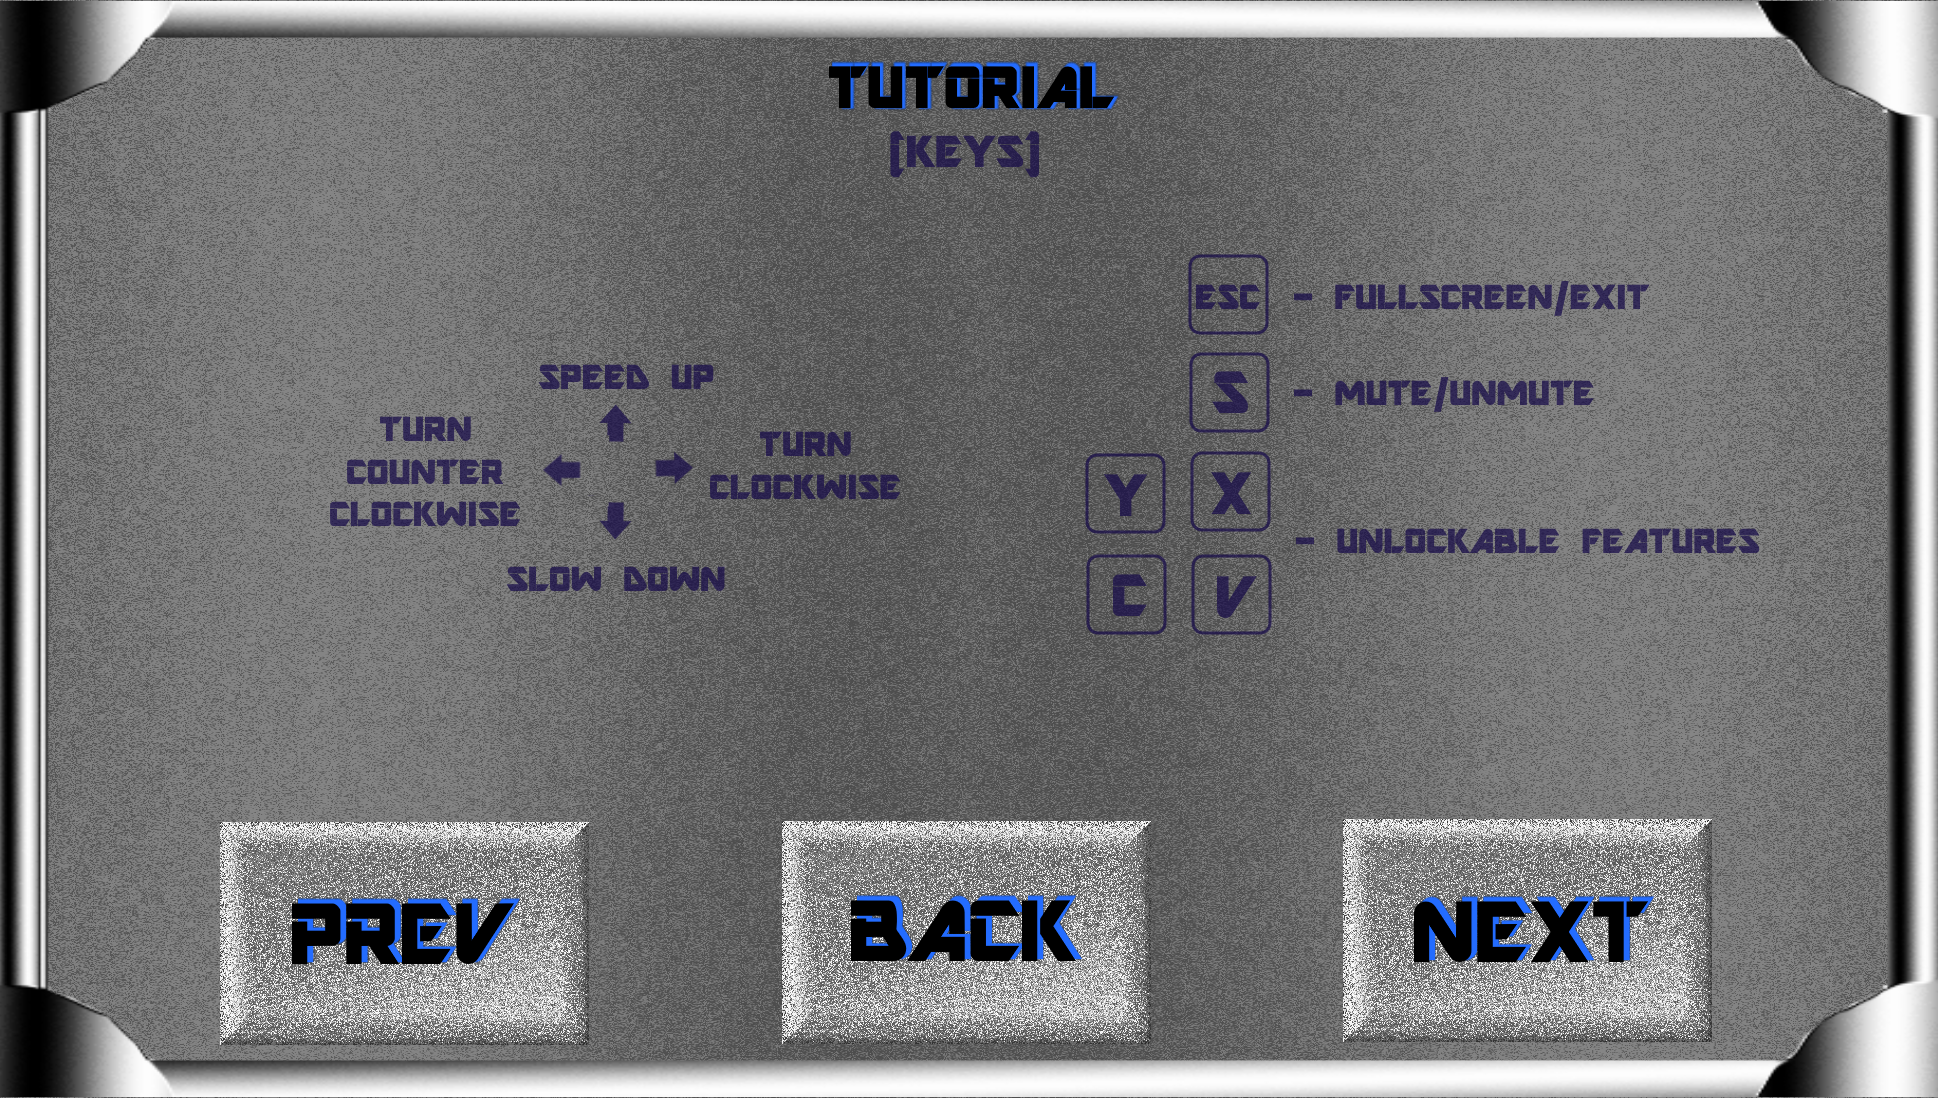 TUTORIAL
[KEYS]
SPEED UP
TURN
COUNTER
CLOCKWISE
TURN
CLOCKWISE
SLOW DOWN
ESC - FULLSCREEN/EXIT
S - MUTE/UNMUTE
Y X
C V
- UNLOCKABLE FEATURES
PREV
BACK
NEXT